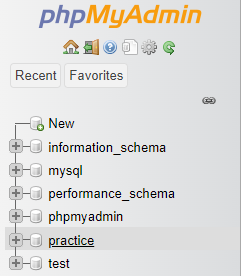 phpMyAdmin
Recent Favorites
New
information_schema
mysql
performance_schema
phpmyadmin
practice
test